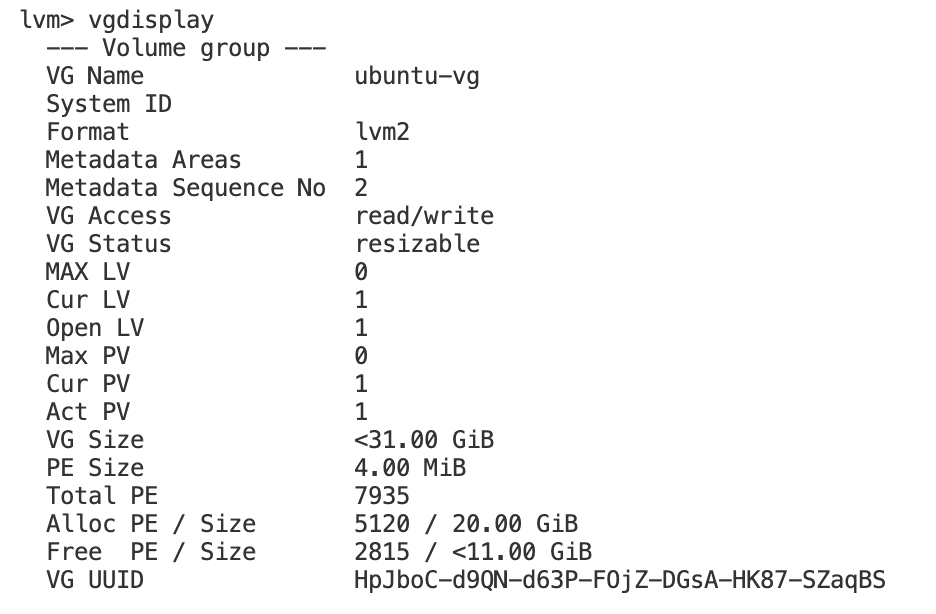 lvm> vgdisplay
--- Volume group ---
VG Name ubuntu-vg
System ID
Format lvm2
Metadata Areas 1
Metadata Sequence No 2
VG Access read/write
VG Status resizable
MAX LV 0
Cur LV 1
Open LV 1
Max PV 0
Cur PV 1
Act PV 1
VG Size <31.00 GiB
PE Size 4.00 MiB
Total PE 7935
Alloc PE / Size 5120 / 20.00 GiB
Free  PE / Size 2815 / <11.00 GiB
VG UUID HpJboC-d9QN-d63P-FOjZ-DGsA-HK87-SZaqBS